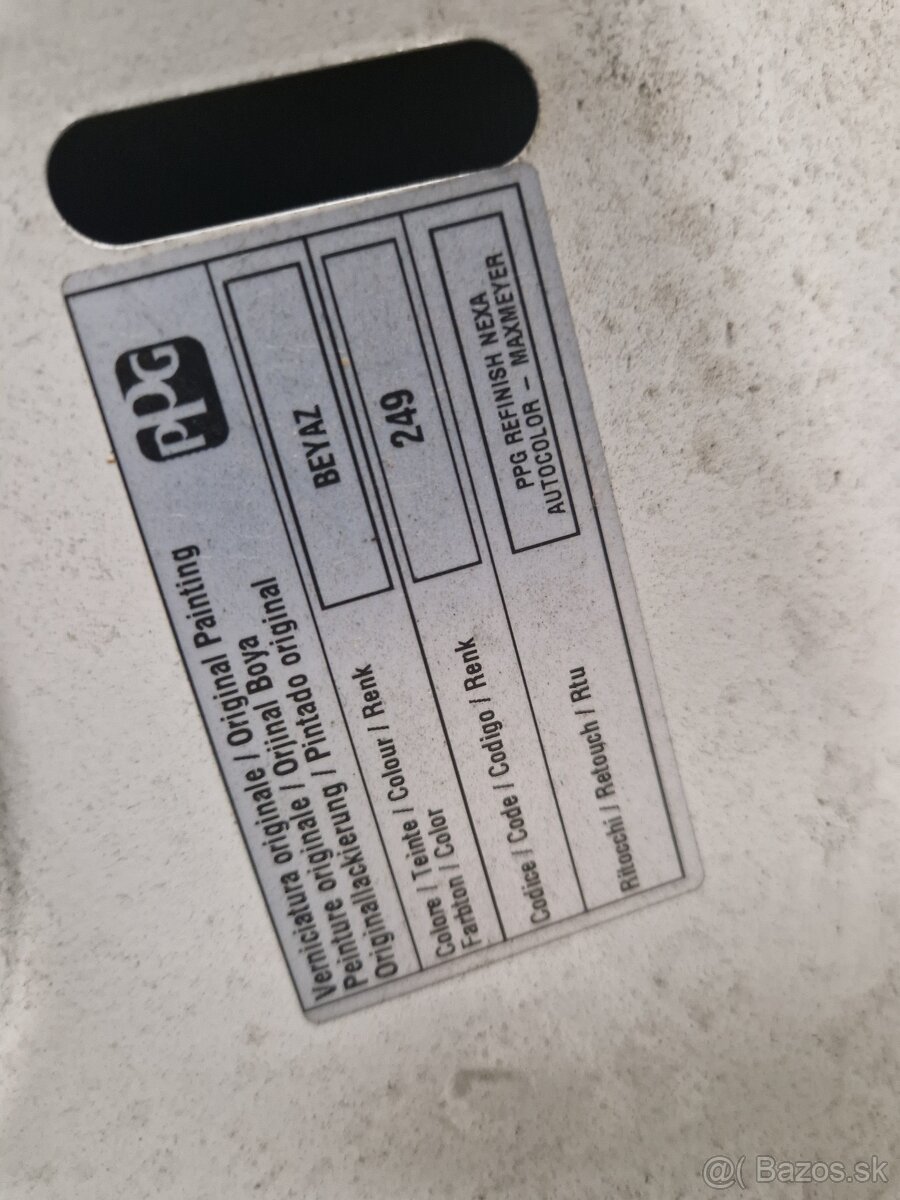 PPG
Verniciatura originale / Original Painting
Peinture originale / Orjinal Boya
Originallackierung / Pintado original
Colore / Teinte / Colour / Renk
Farbton / Color
BEYAZ
Codice / Code / Codigo / Renk
249
Ritocchi / Retouch / Rtu
PPG REFINISH NEXA
AUTOCOLOR - MAXMEYER
@( Bazos.sk